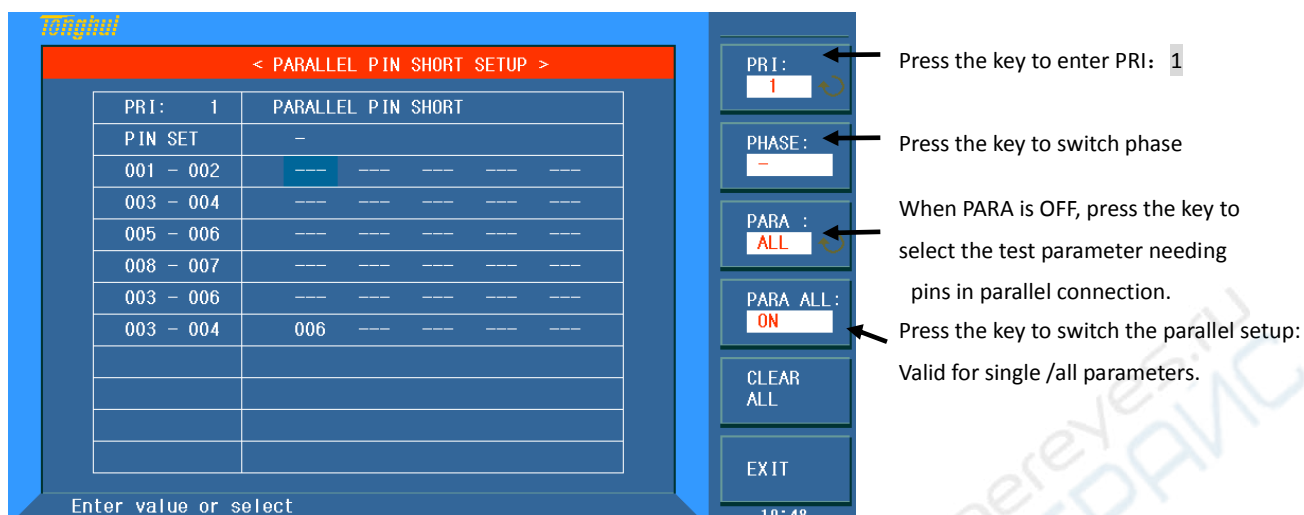 Tonghui
< PARALLEL PIN SHORT SETUP >
PRI: 1 PARALLEL PIN SHORT
PIN SET -
001 - 002 --- --- --- --- ---
003 - 004 --- --- --- --- ---
005 - 006 --- --- --- --- ---
008 - 007 --- --- --- --- ---
003 - 006 --- --- --- --- ---
003 - 004 006 --- --- --- ---
Enter value or select
PRI:
1
PHASE:
-
PARA :
ALL
PARA ALL:
ON
CLEAR
ALL
EXIT
Press the key to enter PRI: 1
Press the key to switch phase
When PARA is OFF, press the key to
select the test parameter needing
pins in parallel connection.
Press the key to switch the parallel setup:
Valid for single /all parameters.